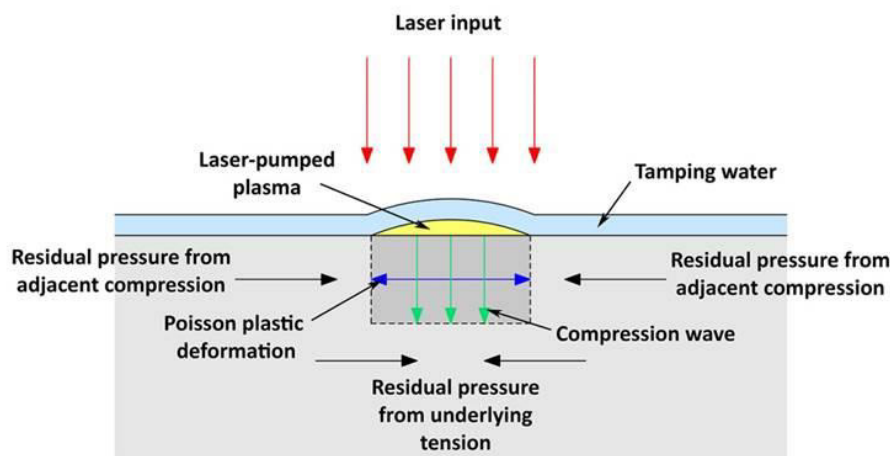 Laser input
Laser-pumped
plasma
Tamping water
Residual pressure from
adjacent compression
Residual pressure from
adjacent compression
Poisson plastic
deformation
Compression wave
Residual pressure
from underlying
tension